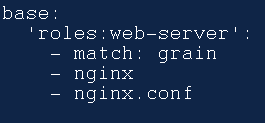 base:
  'roles:web-server':
    - match: grain
    - nginx
    - nginx.conf